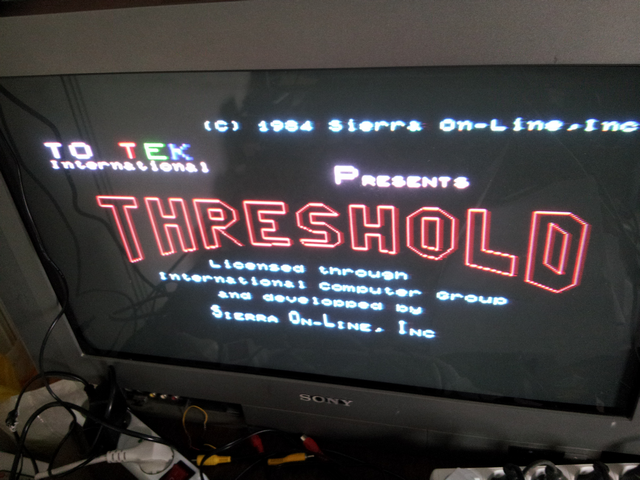 (C) 1984 Sierra On-Line, Inc
TO TEK
International
PRESENTS
THRESHOLD
Licensed through
International Computer Group
and developped by
SIERRA ON-LINE, INC
SONY